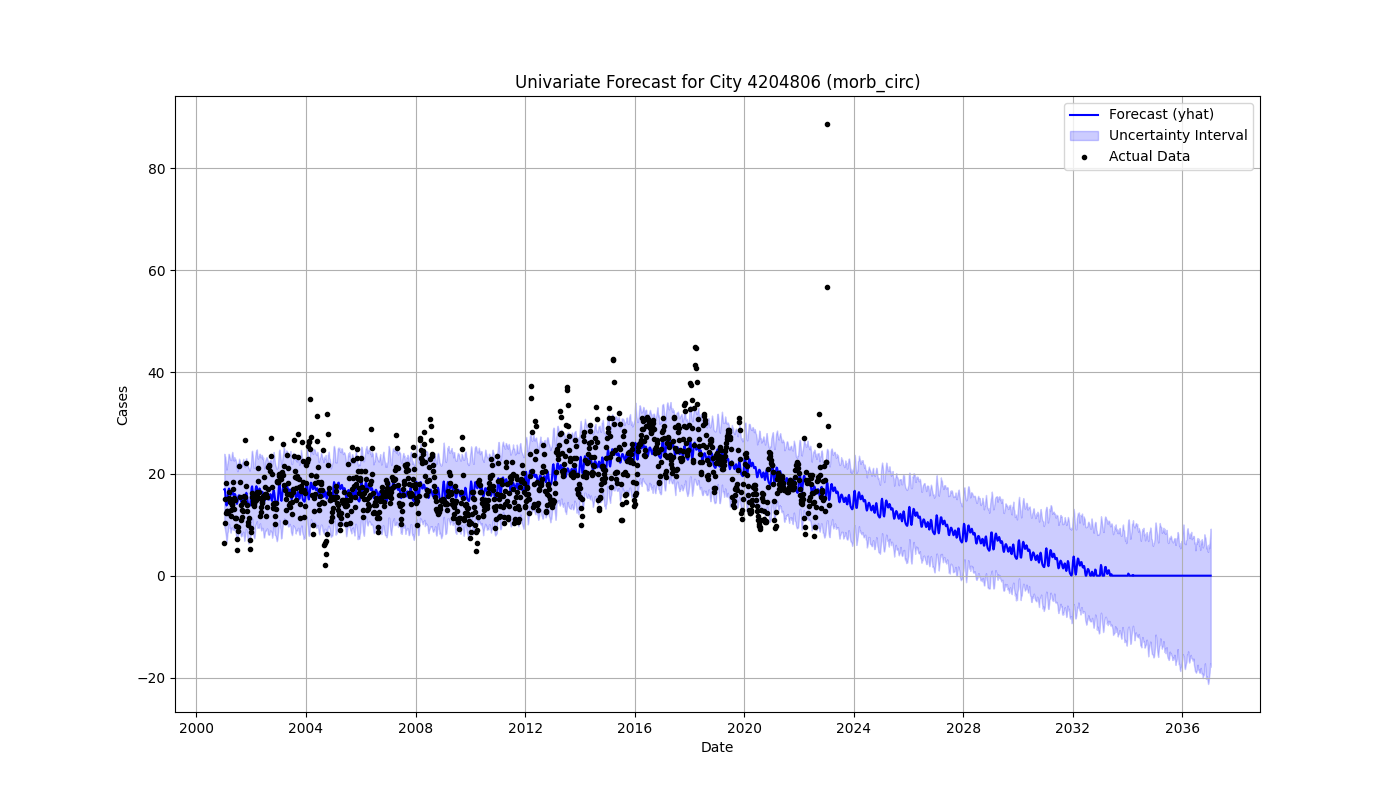 Univariate Forecast for City 4204806 (morb_circ)
Forecast (yhat)
Uncertainty Interval
Actual Data
Cases
80
60
40
20
0
−20
2000 2004 2008 2012 2016 2020 2024 2028 2032 2036
Date